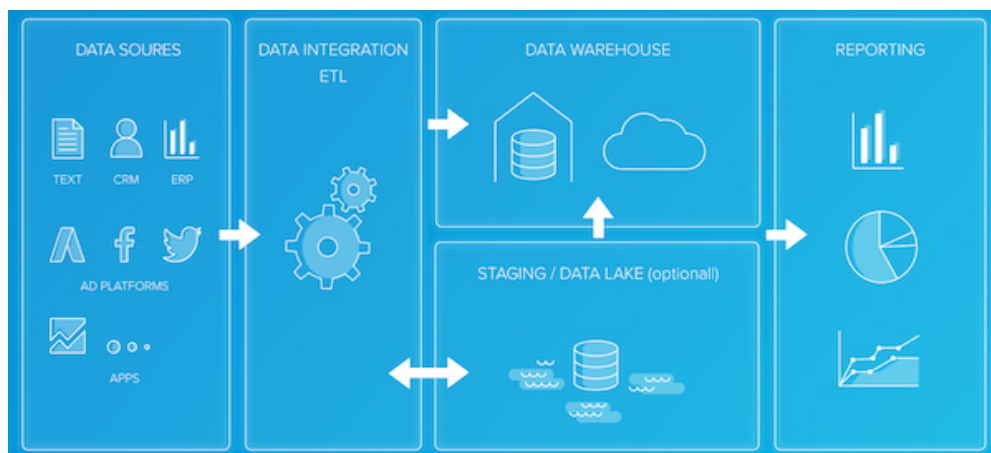 DATA SOURES
TEXT CRM ERP
AD PLATFORMS
APPS
DATA INTEGRATION
ETL
DATA WAREHOUSE
STAGING / DATA LAKE (optionall)
REPORTING